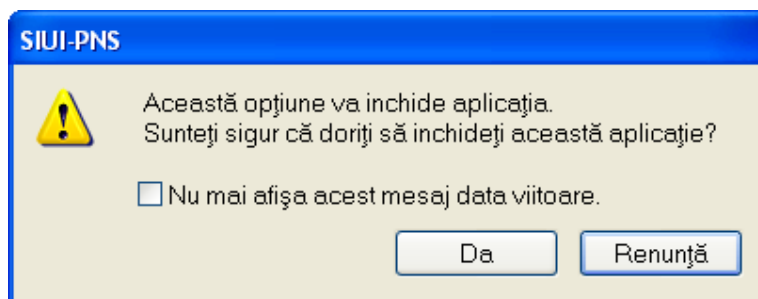 SIUI-PNS
Această opţiune va inchide aplicaţia.
Sunteţi sigur că doriţi să inchideţi această aplicaţie?
Nu mai afişa acest mesaj data viitoare.
Da
Renunţă